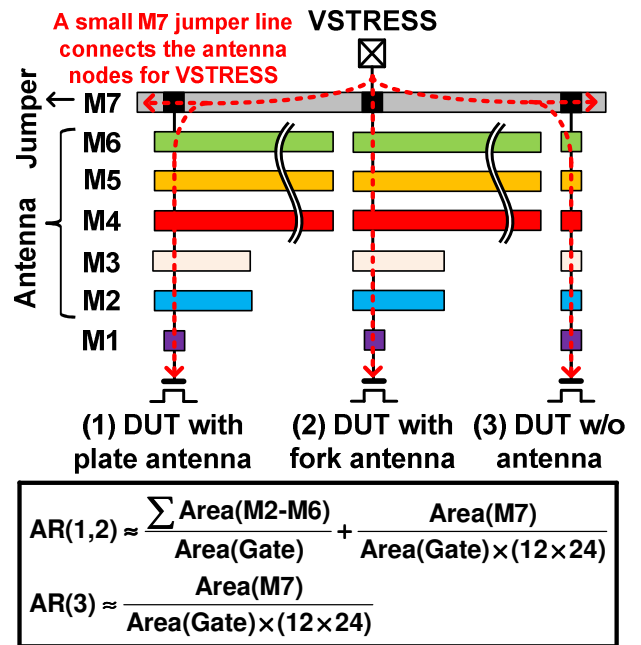 A small M7 jumper line
connects the antenna
nodes for VSTRESS
VSTRESS
Jumper
M7
Antenna
M6
M5
M4
M3
M2
M1
(1) DUT with
plate antenna
(2) DUT with
fork antenna
(3) DUT w/o
antenna
AR(1,2) ≈ ∑ Area(M2-M6) / Area(Gate) + Area(M7) / Area(Gate)×(12×24)
AR(3) ≈ Area(M7) / Area(Gate)×(12×24)